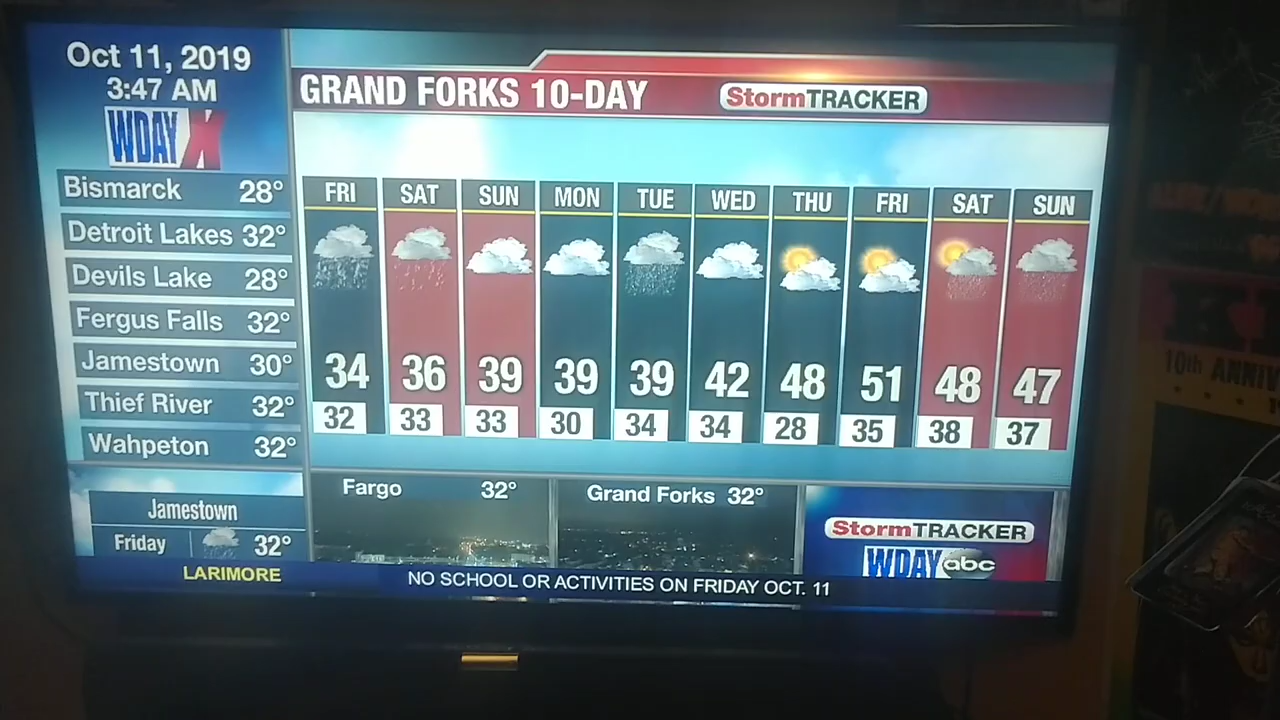 Oct 11, 2019
3:47 AM
WDAY X
Bismarck 28°
Detroit Lakes 32°
Devils Lake 28°
Fergus Falls 32°
Jamestown 30°
Thief River 32°
Wahpeton 32°
Jamestown
Friday 32°
GRAND FORKS 10-DAY StormTRACKER
FRI SAT SUN MON TUE WED THU FRI SAT SUN
34 36 39 39 39 42 48 51 48 47
32 33 33 30 34 34 28 35 38 37
Fargo 32° Grand Forks 32°
StormTRACKER
WDAY abc
LARIMORE NO SCHOOL OR ACTIVITIES ON FRIDAY OCT. 11
10th ANNIV